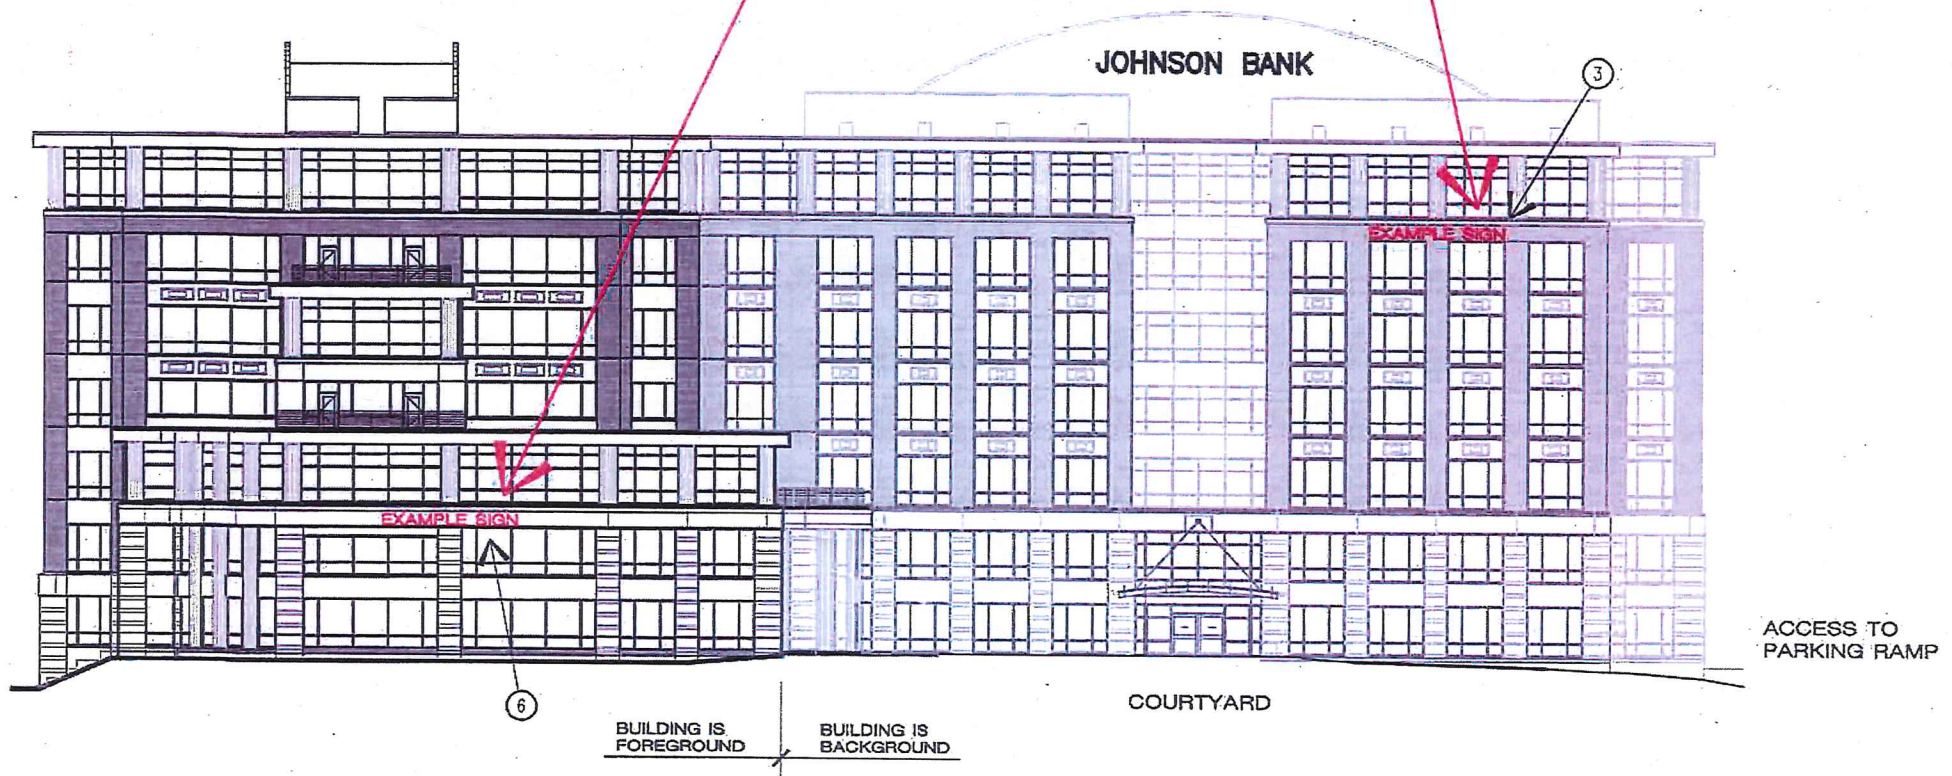 JOHNSON BANK
3
EXAMPLE SIGN
EXAMPLE SIGN
6
ACCESS TO
PARKING RAMP
COURTYARD
BUILDING IS
FOREGROUND
BUILDING IS
BACKGROUND